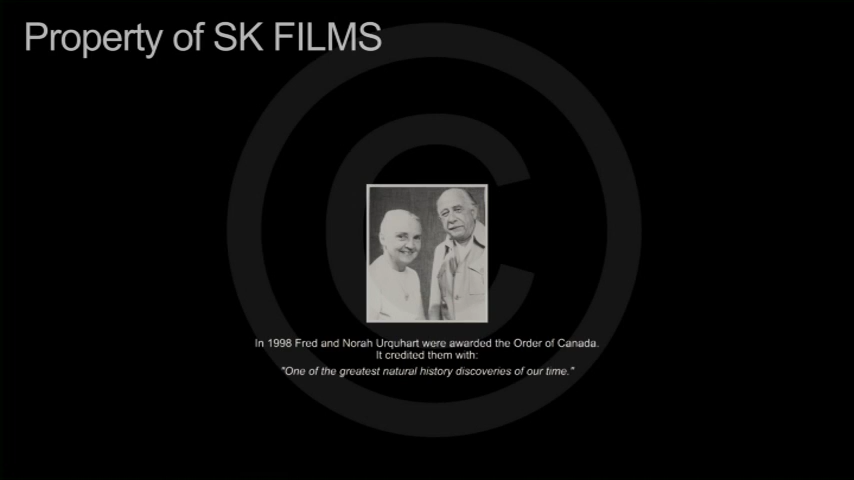 Property of SK FILMS
In 1998 Fred and Norah Urquhart were awarded the Order of Canada.
It credited them with:
"One of the greatest natural history discoveries of our time."